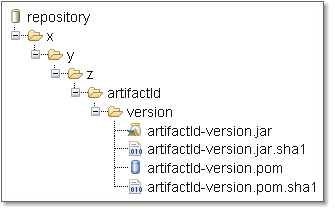 repository
x
y
z
artifactId
version
artifactId-version.jar
artifactId-version.jar.sha1
artifactId-version.pom
artifactId-version.pom.sha1